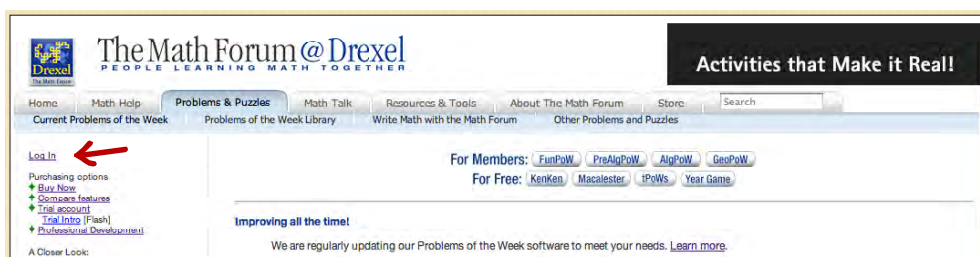 The Math Forum @ Drexel
PEOPLE LEARNING MATH TOGETHER
Drexel
The Math Forum
Activities that Make it Real!
Home Math Help Problems & Puzzles Math Talk Resources & Tools About The Math Forum Store Search
Current Problems of the Week Problems of the Week Library Write Math with the Math Forum Other Problems and Puzzles
Log In
Purchasing options
Buy Now
Compare features
Trial account
Trial Intro [Flash]
Professional Development
A Closer Look:
For Members: FunPoW PreAlgPoW AlgPoW GeoPoW
For Free: KenKen Macalester tPoWs Year Game
Improving all the time!
We are regularly updating our Problems of the Week software to meet your needs. Learn more.